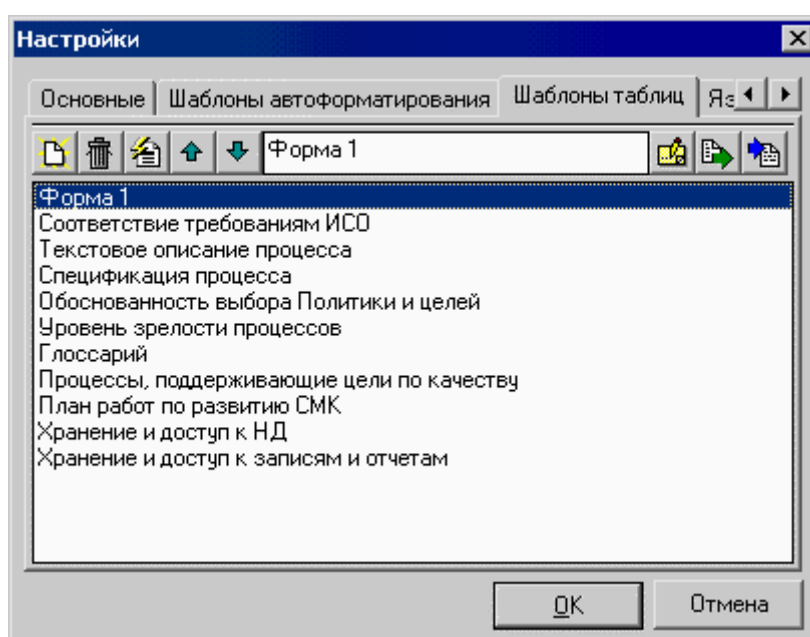 Настройки
Основные Шаблоны автоформатирования Шаблоны таблиц
Форма 1
Форма 1
Соответствие требованиям ИСО
Текстовое описание процесса
Спецификация процесса
Обоснованность выбора Политики и целей
Уровень зрелости процессов
Глоссарий
Процессы, поддерживающие цели по качеству
План работ по развитию СМК
Хранение и доступ к НД
Хранение и доступ к записям и отчетам
OK Отмена